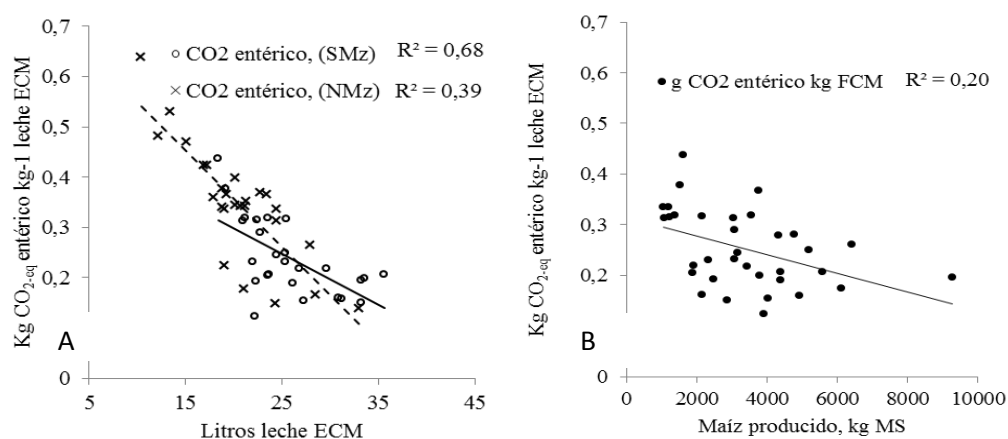 Kg CO2-eq entérico kg-1 leche ECM
0,7
0,6
0,5
0,4
0,3
0,2
0
CO2 entérico, (SMz) R² = 0,68
CO2 entérico, (NMz) R² = 0,39
A
5 15 25 35 45
Litros leche ECM
Kg CO2-eq entérico kg-1 leche ECM
0,7
0,6
0,5
0,4
0,3
0,2
0
g CO2 entérico kg FCM R² = 0,20
B
0 2000 4000 6000 8000 10000
Maíz producido, kg MS